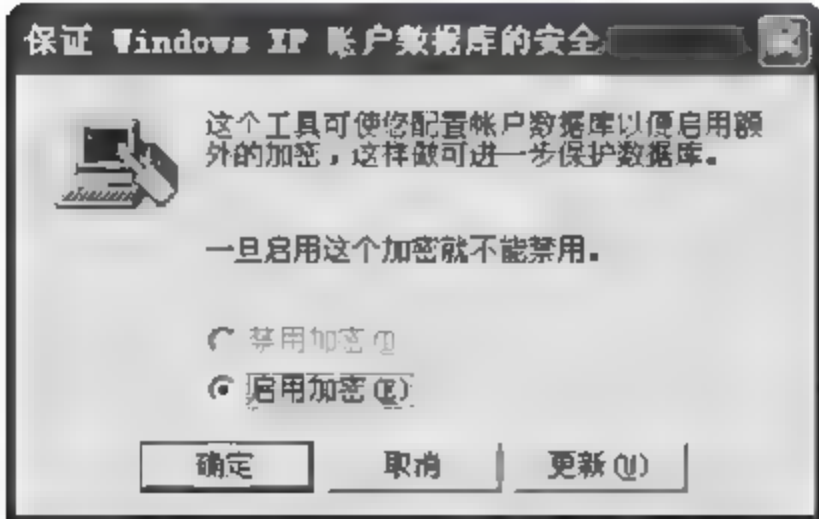 保证 Windows XP 账户数据库的安全
这个工具可使您配置帐户数据库以便启用额
外的加密，这样做可进一步保护数据库。
一旦启用这个加密就不能禁用。
禁用加密(D)
启用加密(E)
确定 取消 更新(U)